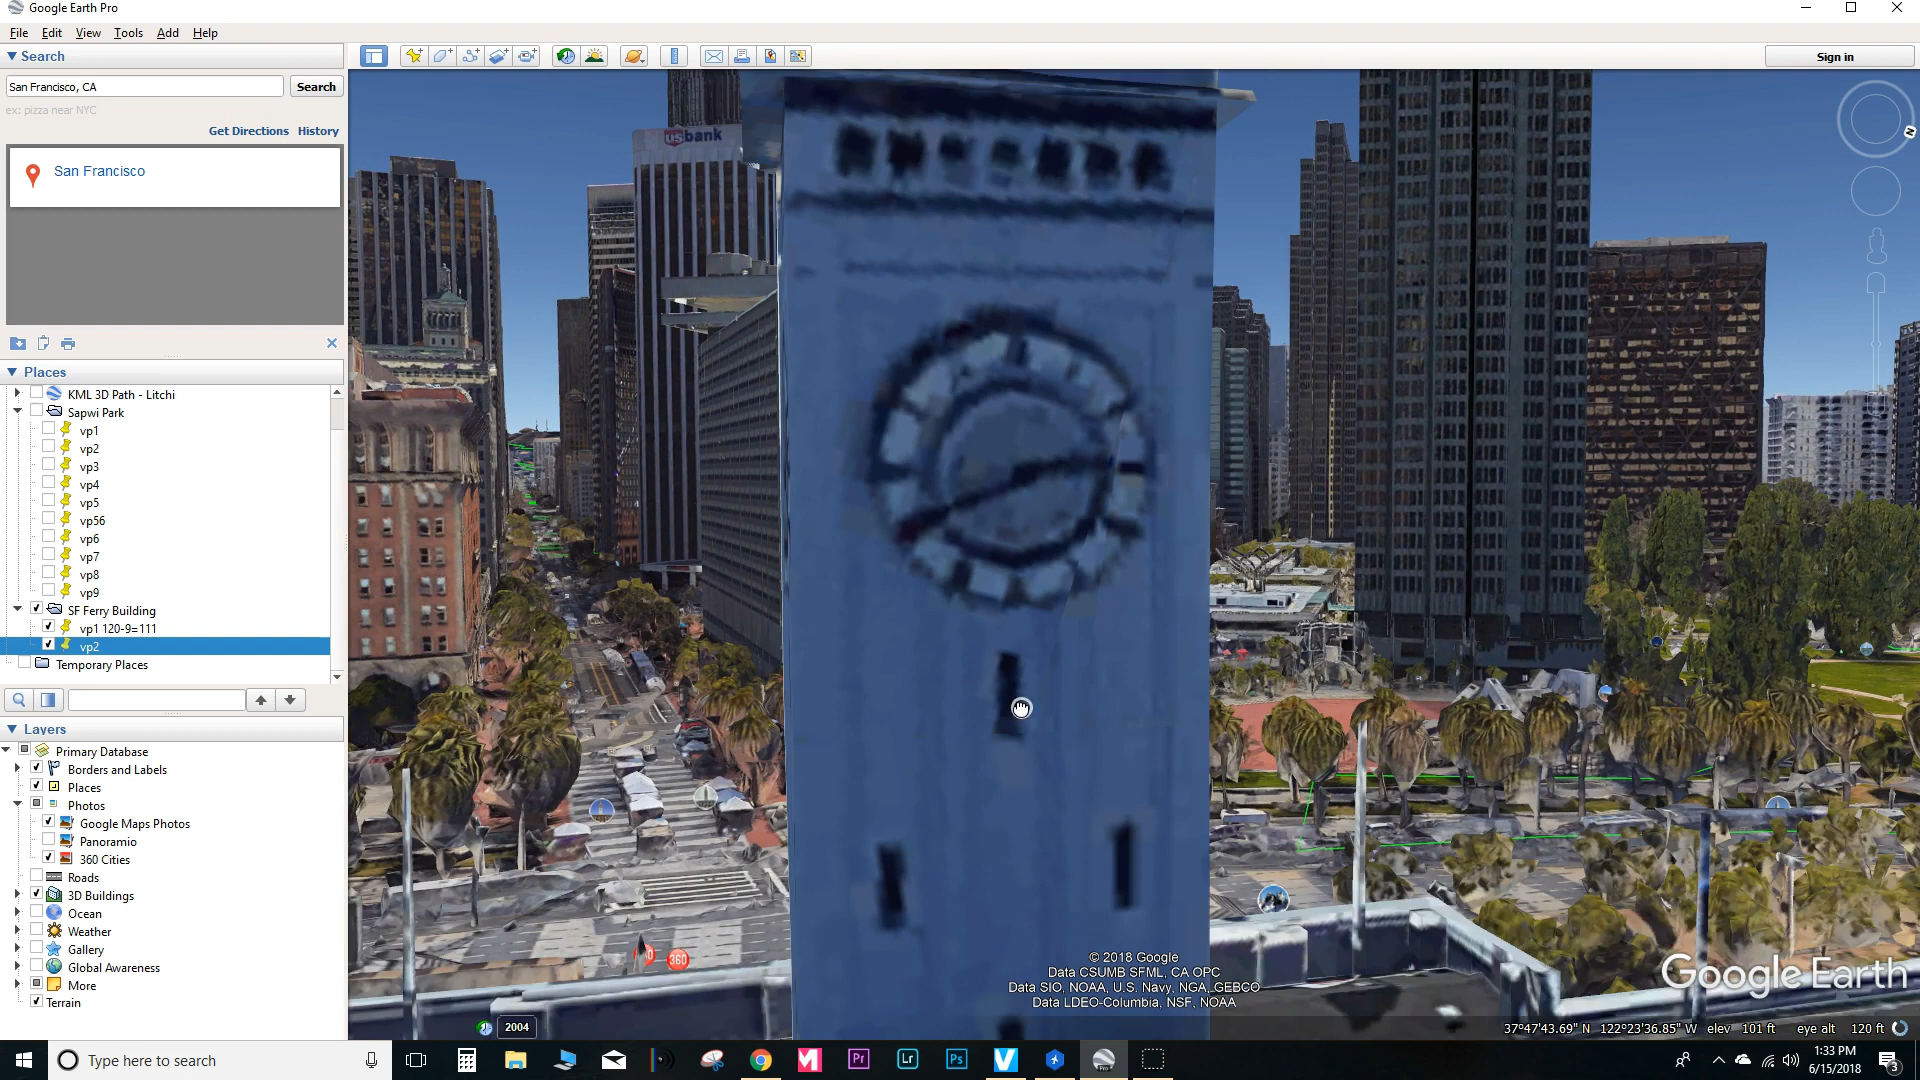 Google Earth Pro
File Edit View Tools Add Help
Search
San Francisco, CA
Search
ex: pizza near NYC
Get Directions History
San Francisco
Places
KML 3D Path - Litchi
Sapwi Park
vp1
vp2
vp3
vp4
vp5
vp56
vp6
vp7
vp8
vp9
SF Ferry Building
vp1 120-9=111
vp2
Temporary Places
Layers
Primary Database
Borders and Labels
Places
Photos
Google Maps Photos
Panoramio
360 Cities
Roads
3D Buildings
Ocean
Weather
Gallery
Global Awareness
More
Terrain
Sign in
N
usbank
360
© 2018 Google
Data CSUMB SFML, CA OPC
Data SIO, NOAA, U.S. Navy, NGA, GEBCO
Data LDEO-Columbia, NSF, NOAA
Google Earth
2004
37°47'43.69" N 122°23'36.85" W elev 101 ft eye alt 120 ft
Type here to search
Pr
Lr
Ps
Pro
1:33 PM
6/15/2018
3